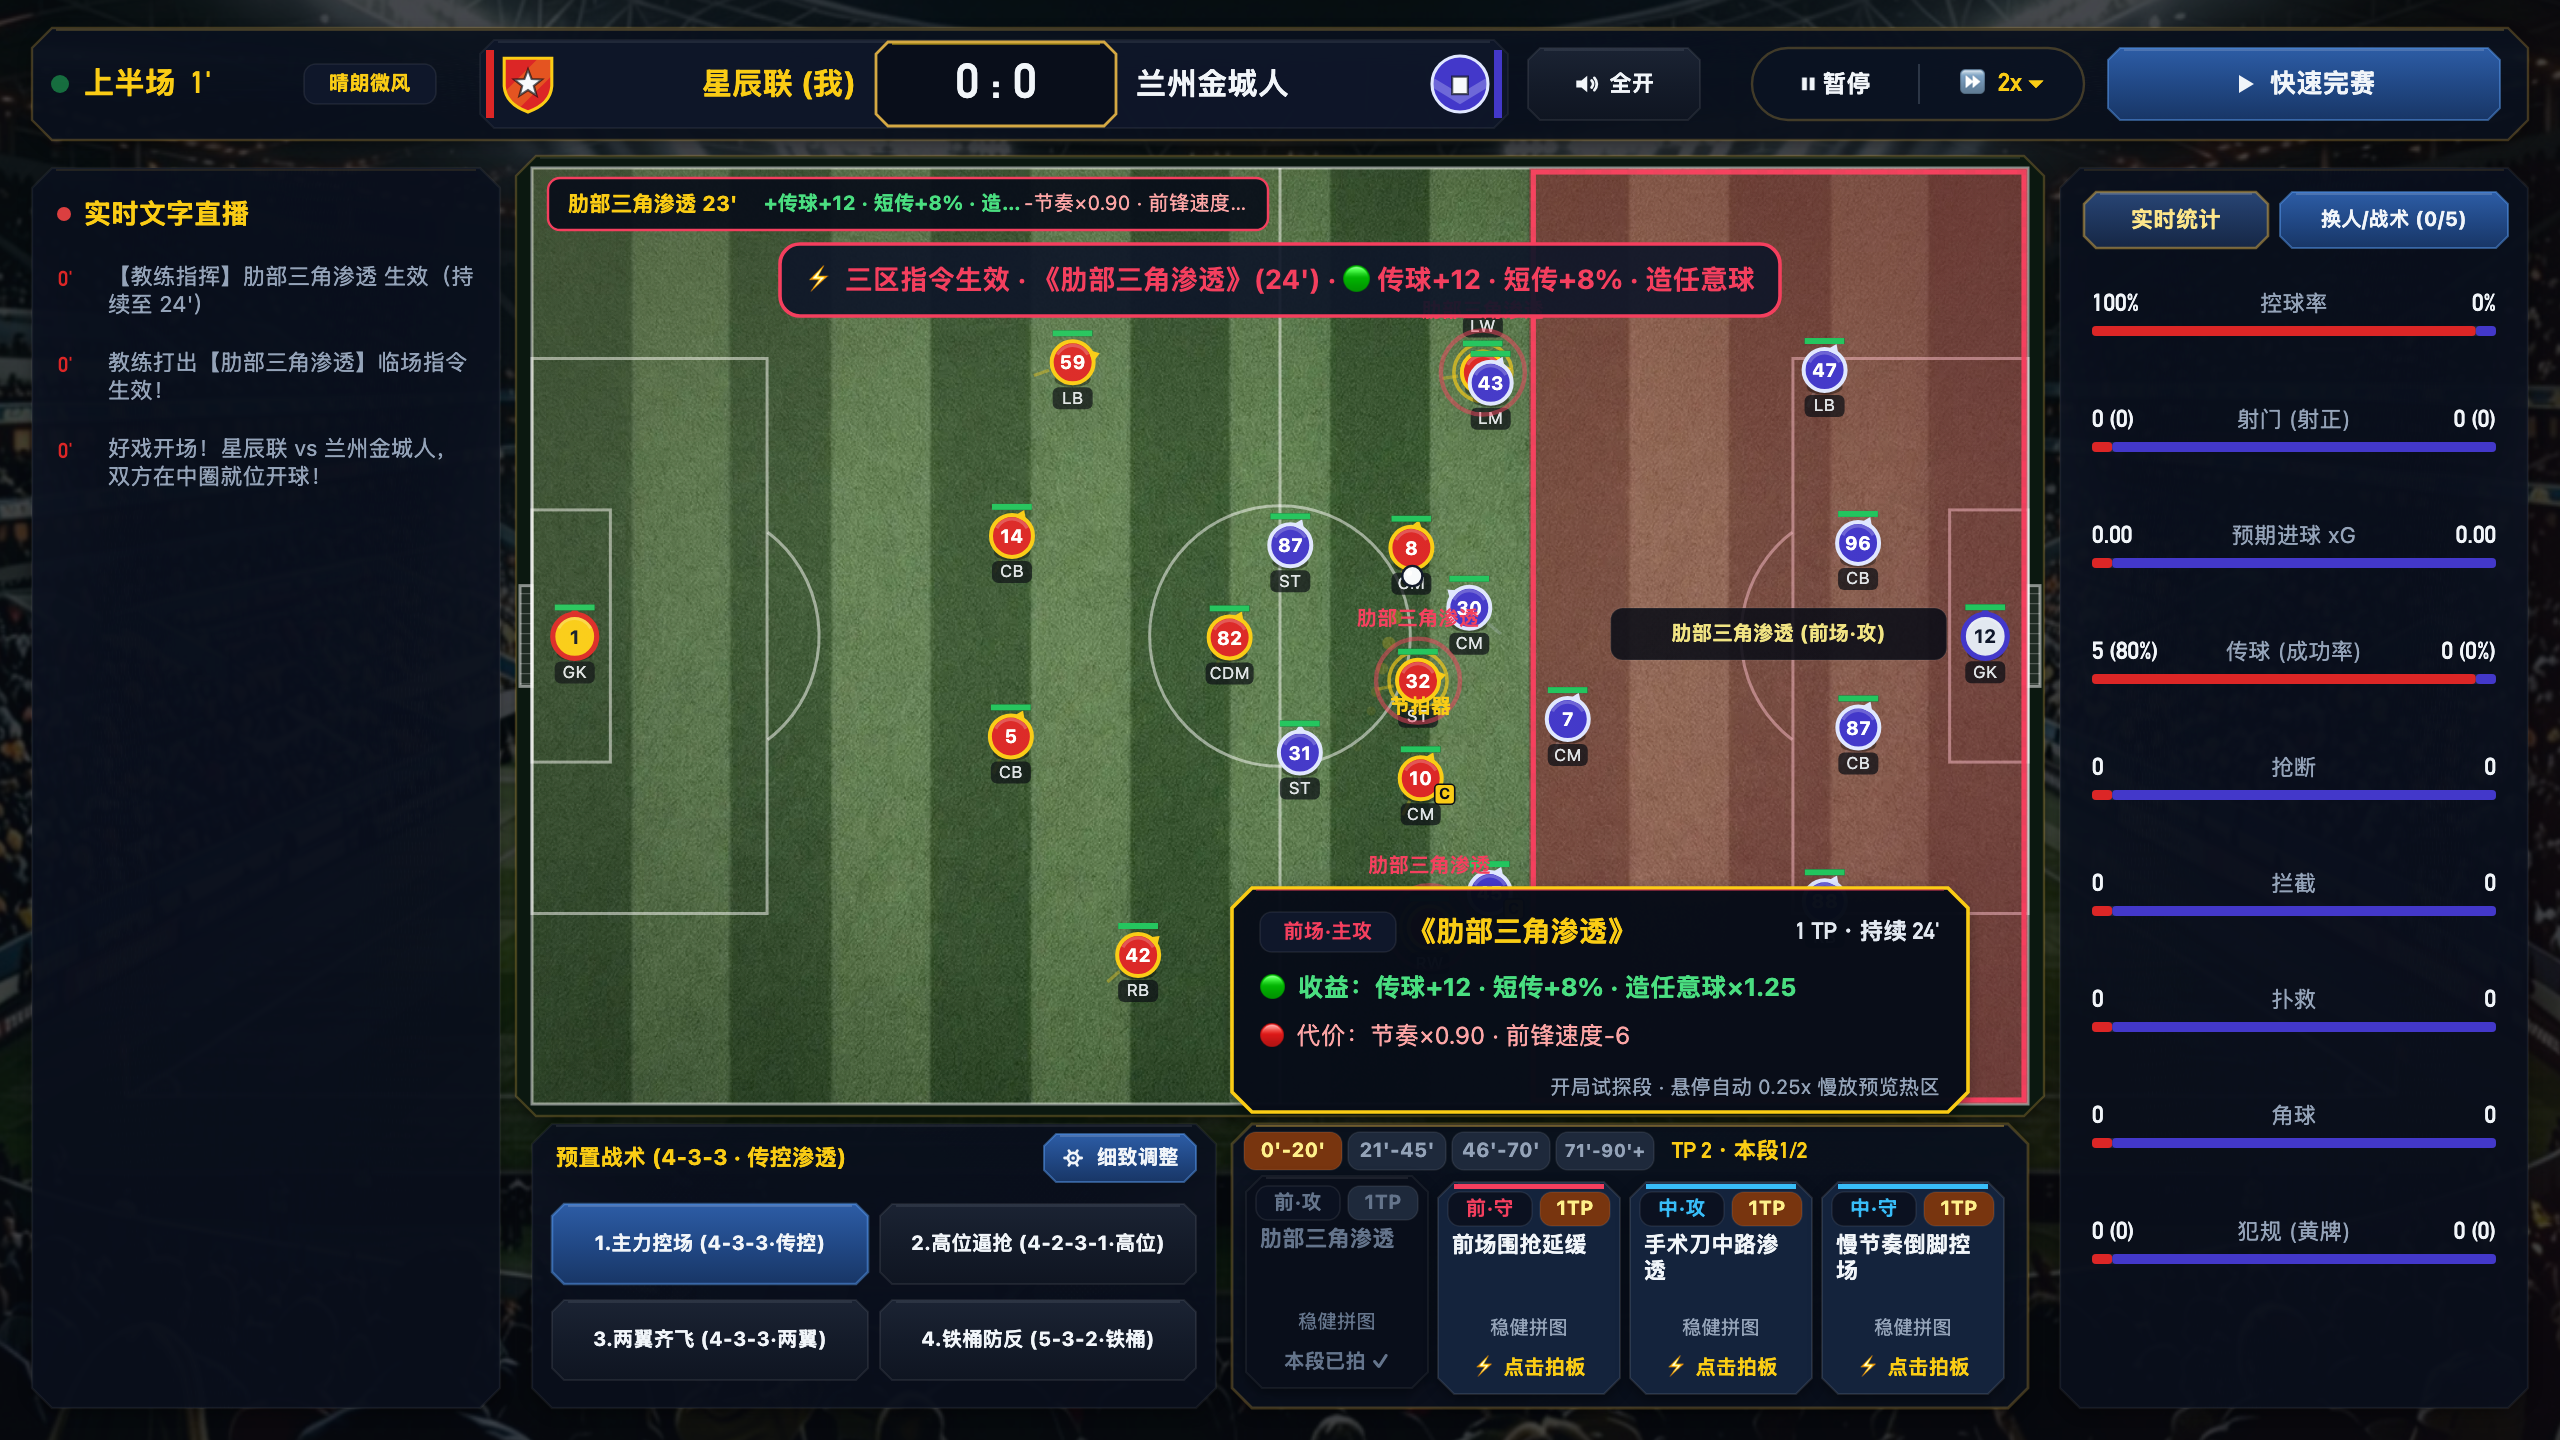 上半场 1'
晴朗微风
星辰联 (我)
0 : 0
兰州金城人
全开
暂停
2x
快速完赛
实时文字直播
0' 【教练指挥】肋部三角渗透 生效（持
续至 24'）
0' 教练打出【肋部三角渗透】临场指令
生效！
0' 好戏开场！星辰联 vs 兰州金城人，
双方在中圈就位开球！
肋部三角渗透 23' +传球+12 · 短传+8% · 造... -节奏×0.90 · 前锋速度...
三区指令生效 · 《肋部三角渗透》(24') · 传球+12 · 短传+8% · 造任意球
LW
59
LB
43
LM
47
LB
14
CB
87
ST
8
CM
96
CB
30
CM
肋部三角渗透
1
GK
82
CDM
肋部三角渗透 (前场·攻)
12
GK
32
节拍器
ST
7
CM
5
CB
31
ST
10
C
CM
87
CB
肋部三角渗透
42
RB
前场·主攻
《肋部三角渗透》
1 TP · 持续 24'
收益：传球+12 · 短传+8% · 造任意球×1.25
代价：节奏×0.90 · 前锋速度-6
开局试探段 · 悬停自动 0.25x 慢放预览热区
预置战术 (4-3-3 · 传控渗透)
细致调整
1.主力控场 (4-3-3·传控)
2.高位逼抢 (4-2-3-1·高位)
3.两翼齐飞 (4-3-3·两翼)
4.铁桶防反 (5-3-2·铁桶)
0'-20'
21'-45'
46'-70'
71'-90'+
TP 2 · 本段1/2
前·攻
1TP
肋部三角渗透
稳健拼图
本段已拍 ✓
前·守
1TP
前场围抢延缓
稳健拼图
点击拍板
中·攻
1TP
手术刀中路渗
透
稳健拼图
点击拍板
中·守
1TP
慢节奏倒脚控
场
稳健拼图
点击拍板
实时统计
换人/战术 (0/5)
100% 控球率 0%
0 (0) 射门 (射正) 0 (0)
0.00 预期进球 xG 0.00
5 (80%) 传球 (成功率) 0 (0%)
0 抢断 0
0 拦截 0
0 扑救 0
0 角球 0
0 (0) 犯规 (黄牌) 0 (0)